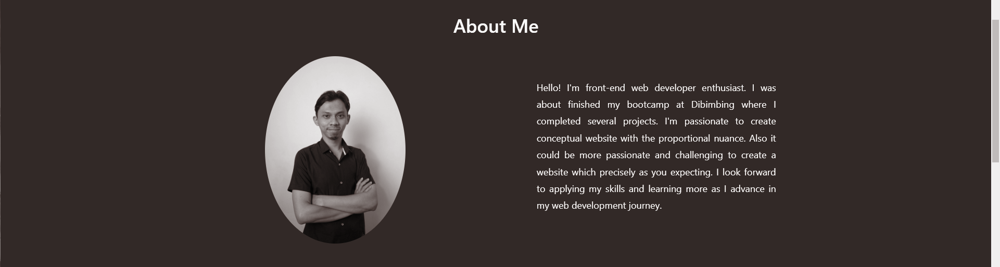 About Me
Hello! I'm front-end web developer enthusiast. I was
about finished my bootcamp at Dibimbing where I
completed several projects. I'm passionate to create
conceptual website with the proportional nuance. Also it
could be more passionate and challenging to create a
website which precisely as you expecting. I look forward
to applying my skills and learning more as I advance in
my web development journey.